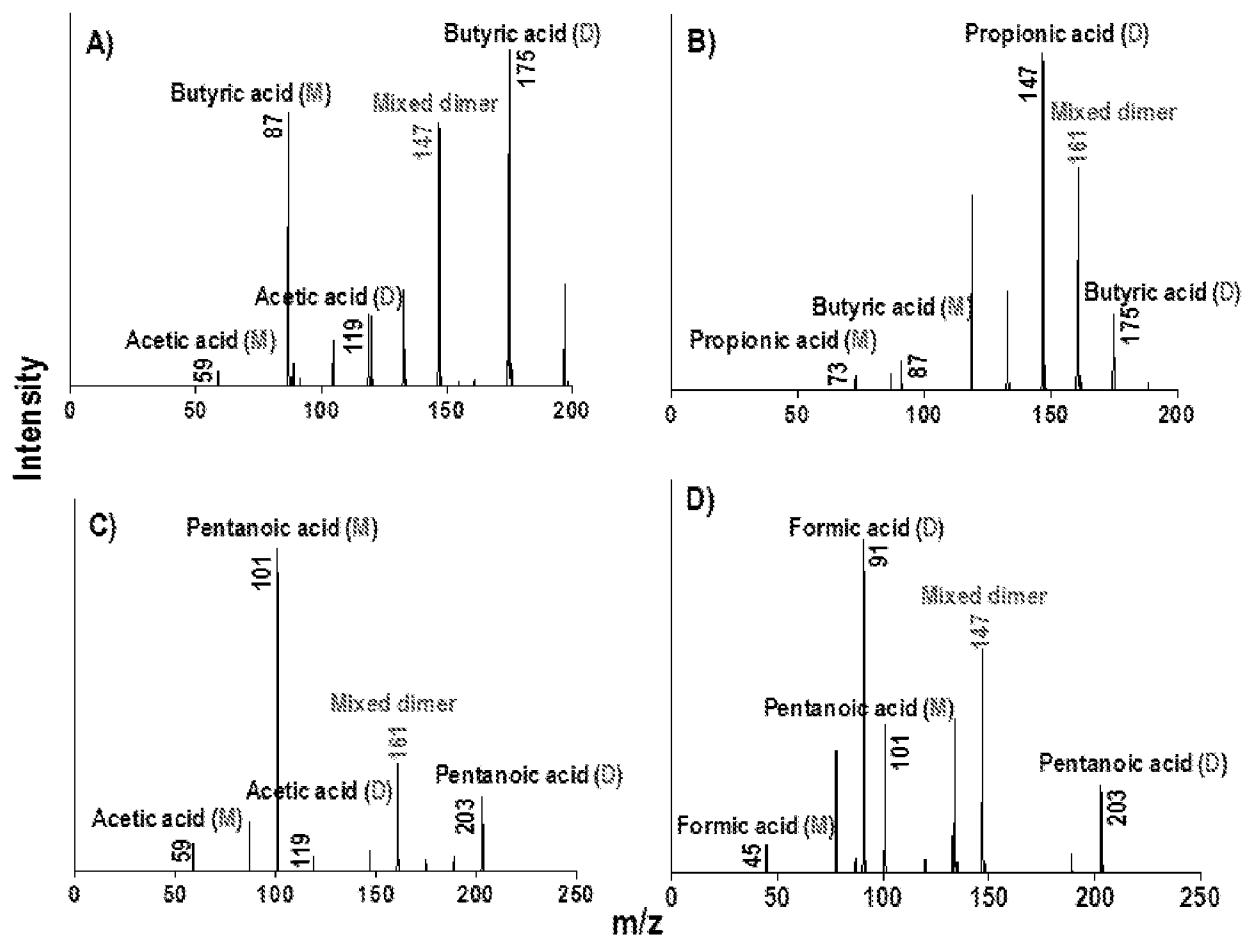 A)
Butyric acid (D)
175
Butyric acid (M)
87
Mixed dimer
147
Acetic acid (D)
119
Acetic acid (M)
59
0 50 100 150 200
B)
Propionic acid (D)
147
Mixed dimer
161
Butyric acid (M)
87
Butyric acid (D)
175
Propionic acid (M)
73
0 50 100 150 200
Intensity
C)
Pentanoic acid (M)
101
Mixed dimer
161
Acetic acid (D)
119
Pentanoic acid (D)
203
Acetic acid (M)
59
0 50 100 150 200 250
D)
Formic acid (D)
91
Mixed dimer
147
Pentanoic acid (M)
101
Pentanoic acid (D)
203
Formic acid (M)
45
0 50 100 150 200 250
m/z